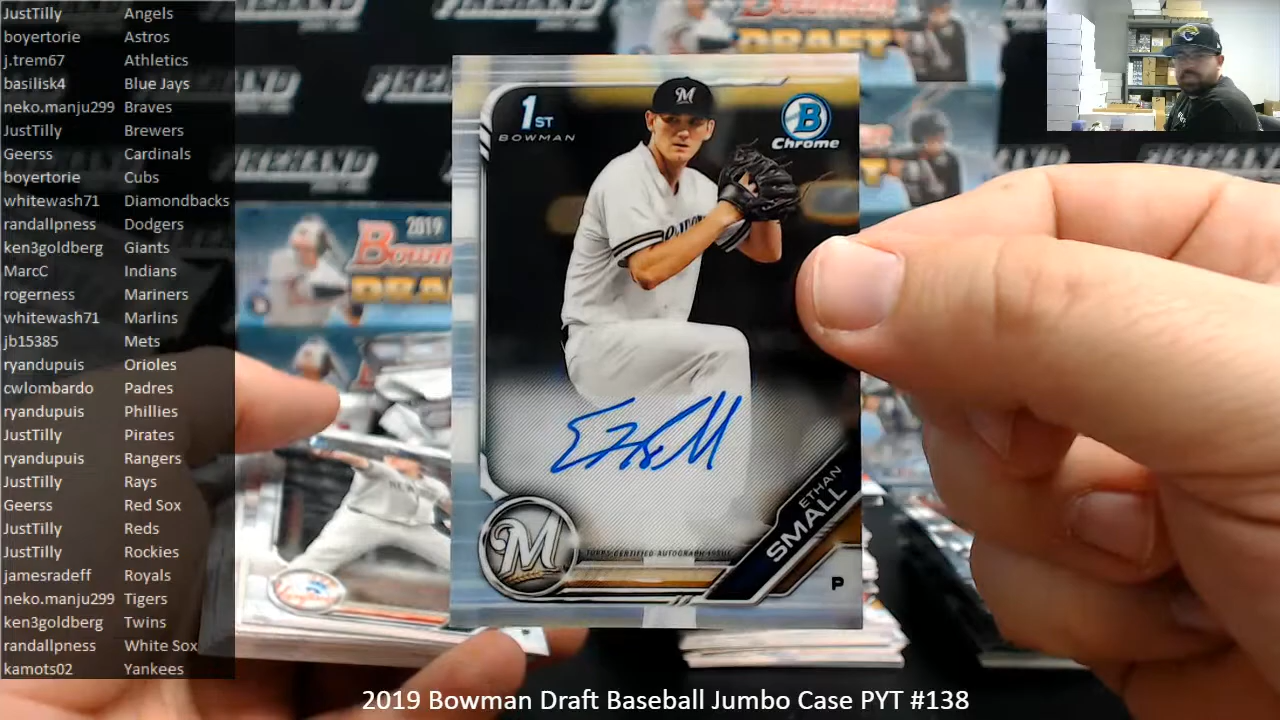 JustTilly Angels
boyertorie Astros
j.trem67 Athletics
basilisk4 Blue Jays
neko.manju299 Braves
JustTilly Brewers
Geerss Cardinals
boyertorie Cubs
whitewash71 Diamondbacks
randallpness Dodgers
ken3goldberg Giants
MarcC Indians
rogerness Mariners
whitewash71 Marlins
jb15385 Mets
ryandupuis Orioles
cwlombardo Padres
ryandupuis Phillies
JustTilly Pirates
ryandupuis Rangers
JustTilly Rays
Geerss Red Sox
JustTilly Reds
JustTilly Rockies
jamesradeff Royals
neko.manju299 Tigers
ken3goldberg Twins
randallpness White Sox
kamots02 Yankees
1ST
BOWMAN
B
Chrome
M
ETHAN
SMALL
P
M
TOPPS CERTIFIED AUTOGRAPH ISSUE
2019
DRAFT
2019 Bowman Draft Baseball Jumbo Case PYT #138